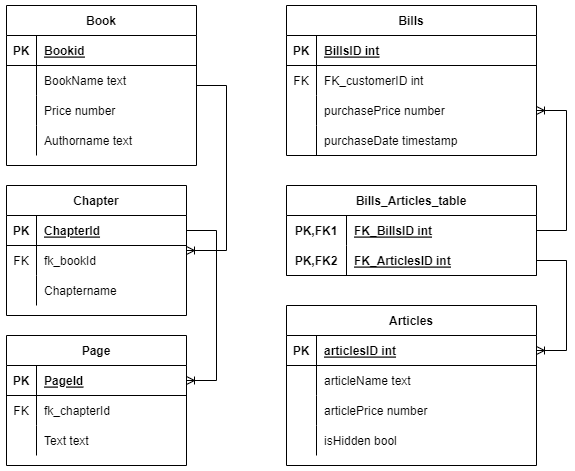 Book
PK Bookid
BookName text
Price number
Authorname text
Chapter
PK ChapterId
FK fk_bookId
Chaptername
Page
PK PageId
FK fk_chapterId
Text text
Bills
PK BillsID int
FK FK_customerID int
purchasePrice number
purchaseDate timestamp
Bills_Articles_table
PK,FK1 FK_BillsID int
PK,FK2 FK_ArticlesID int
Articles
PK articlesID int
articleName text
articlePrice number
isHidden bool